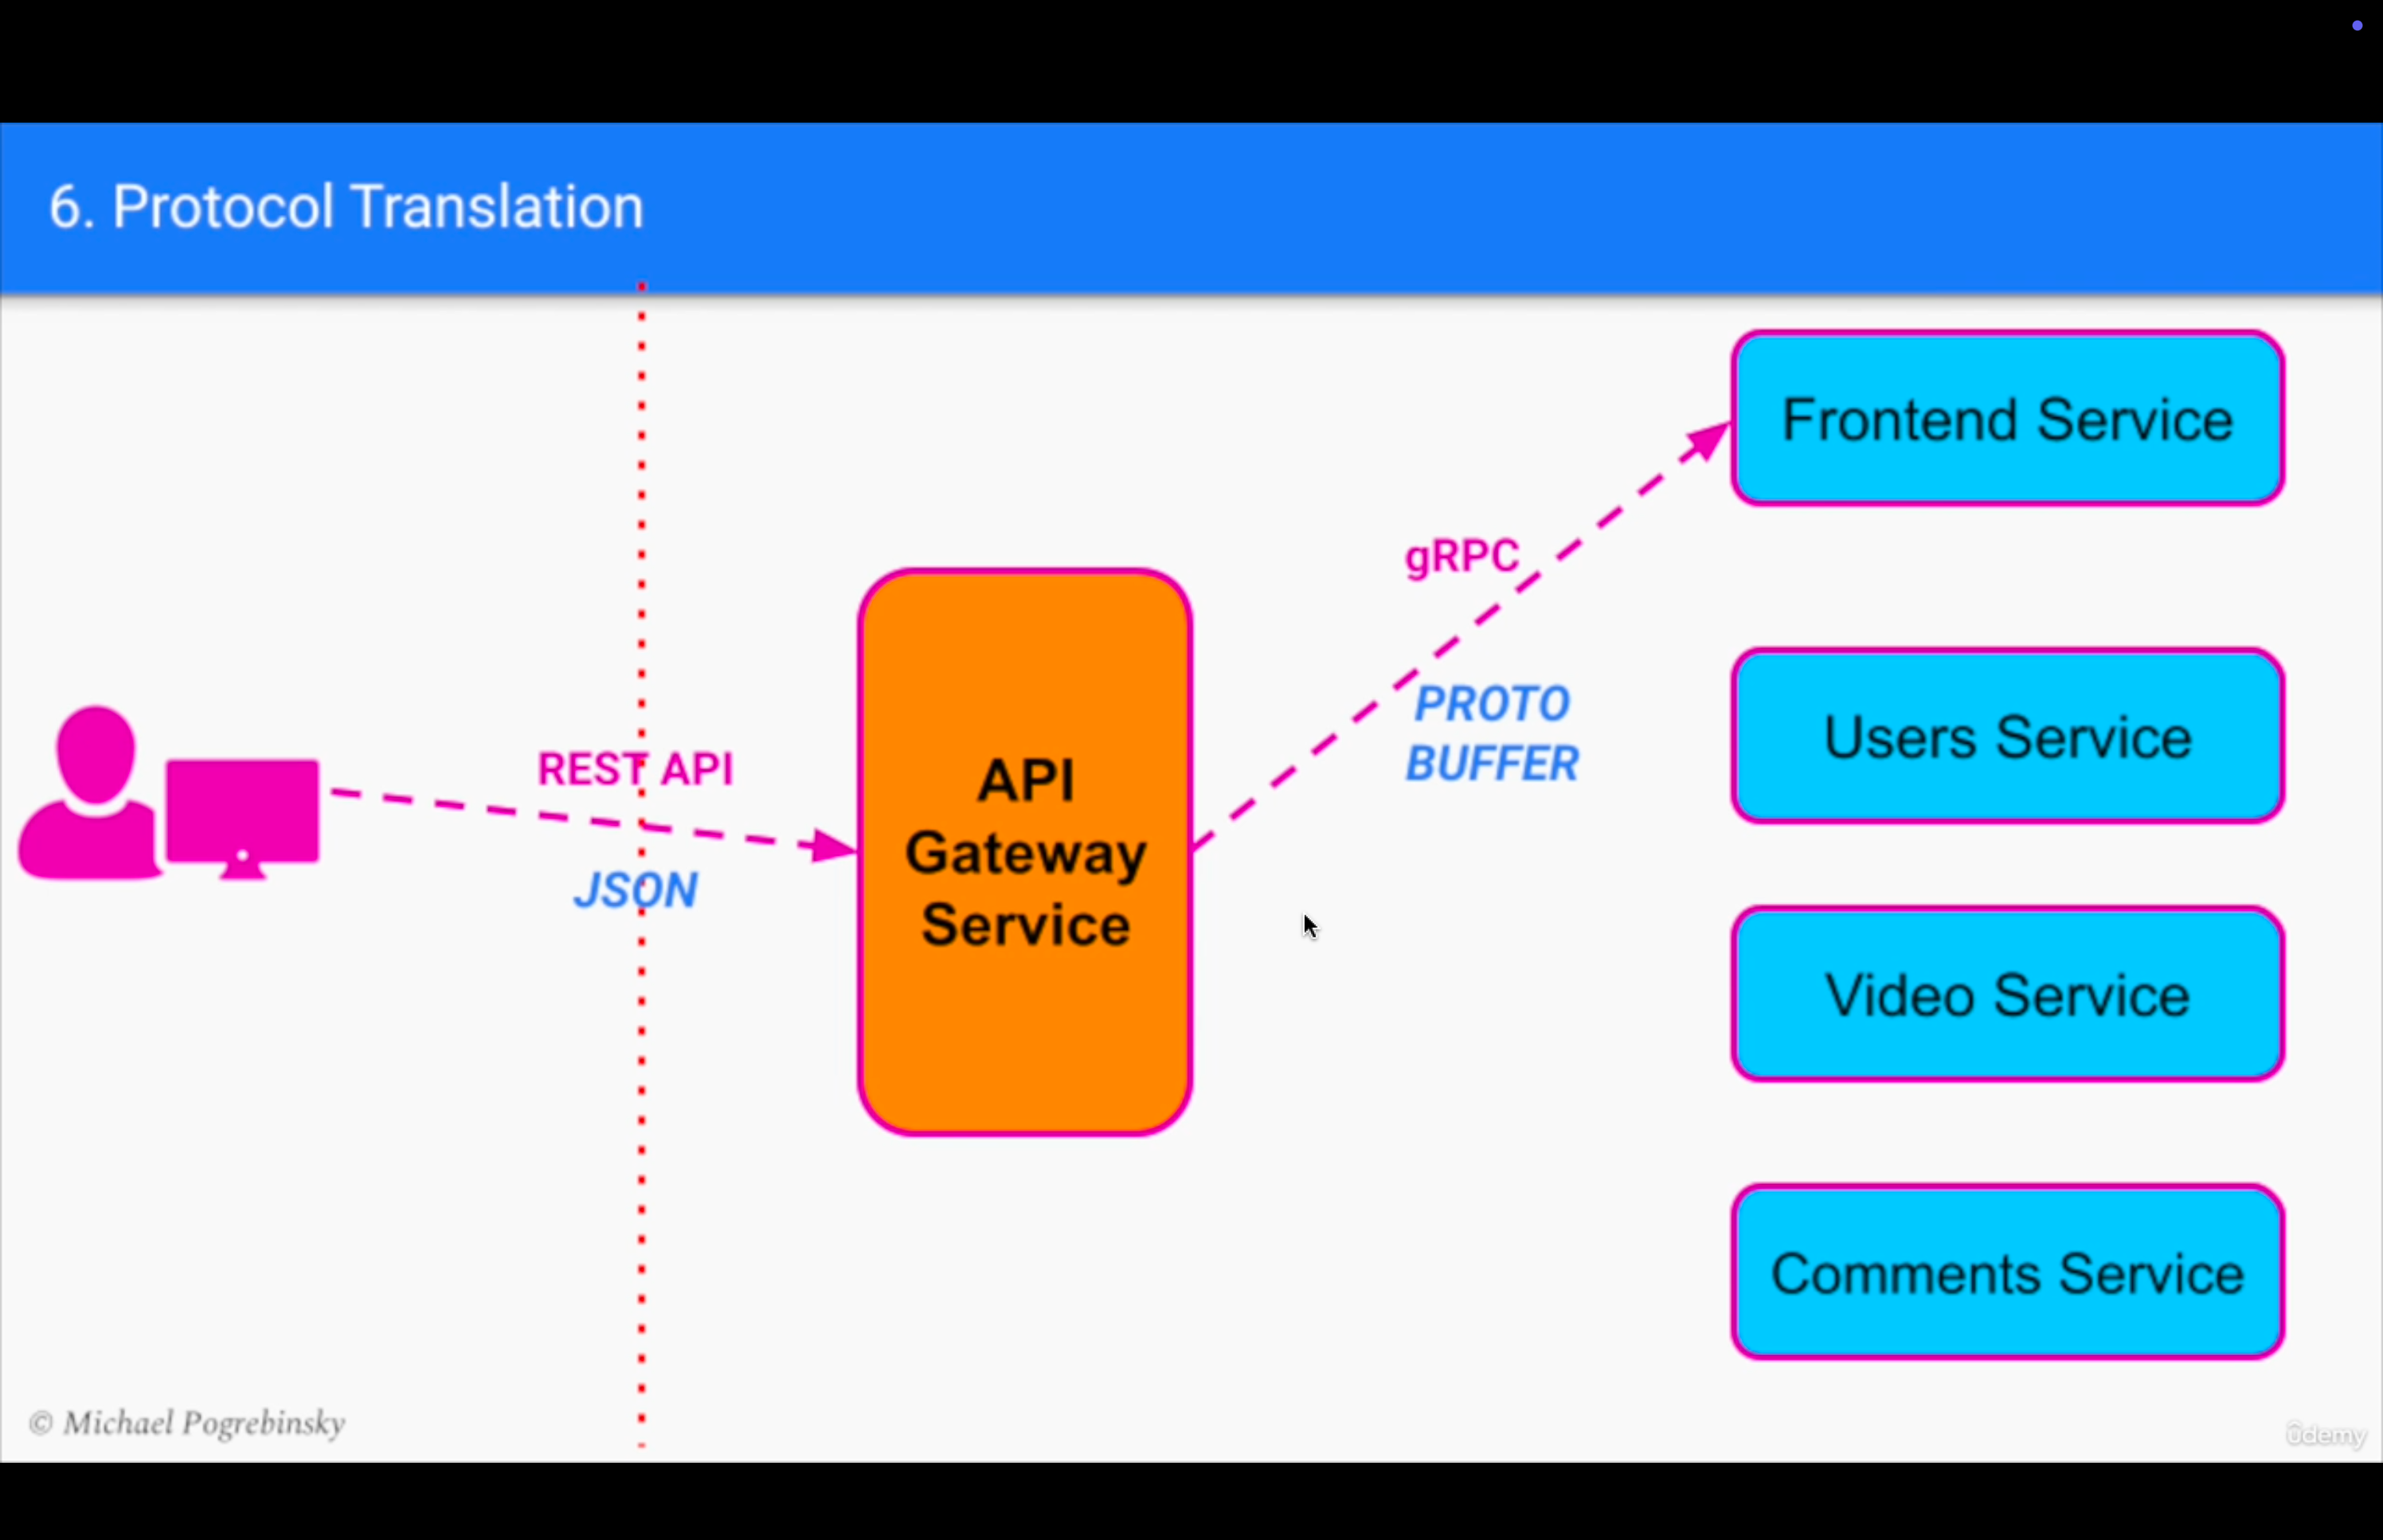 6. Protocol Translation
Frontend Service
gRPC
PROTO
BUFFER
Users Service
REST API
JSON
API
Gateway
Service
Video Service
Comments Service
© Michael Pogrebinsky
ûdemy